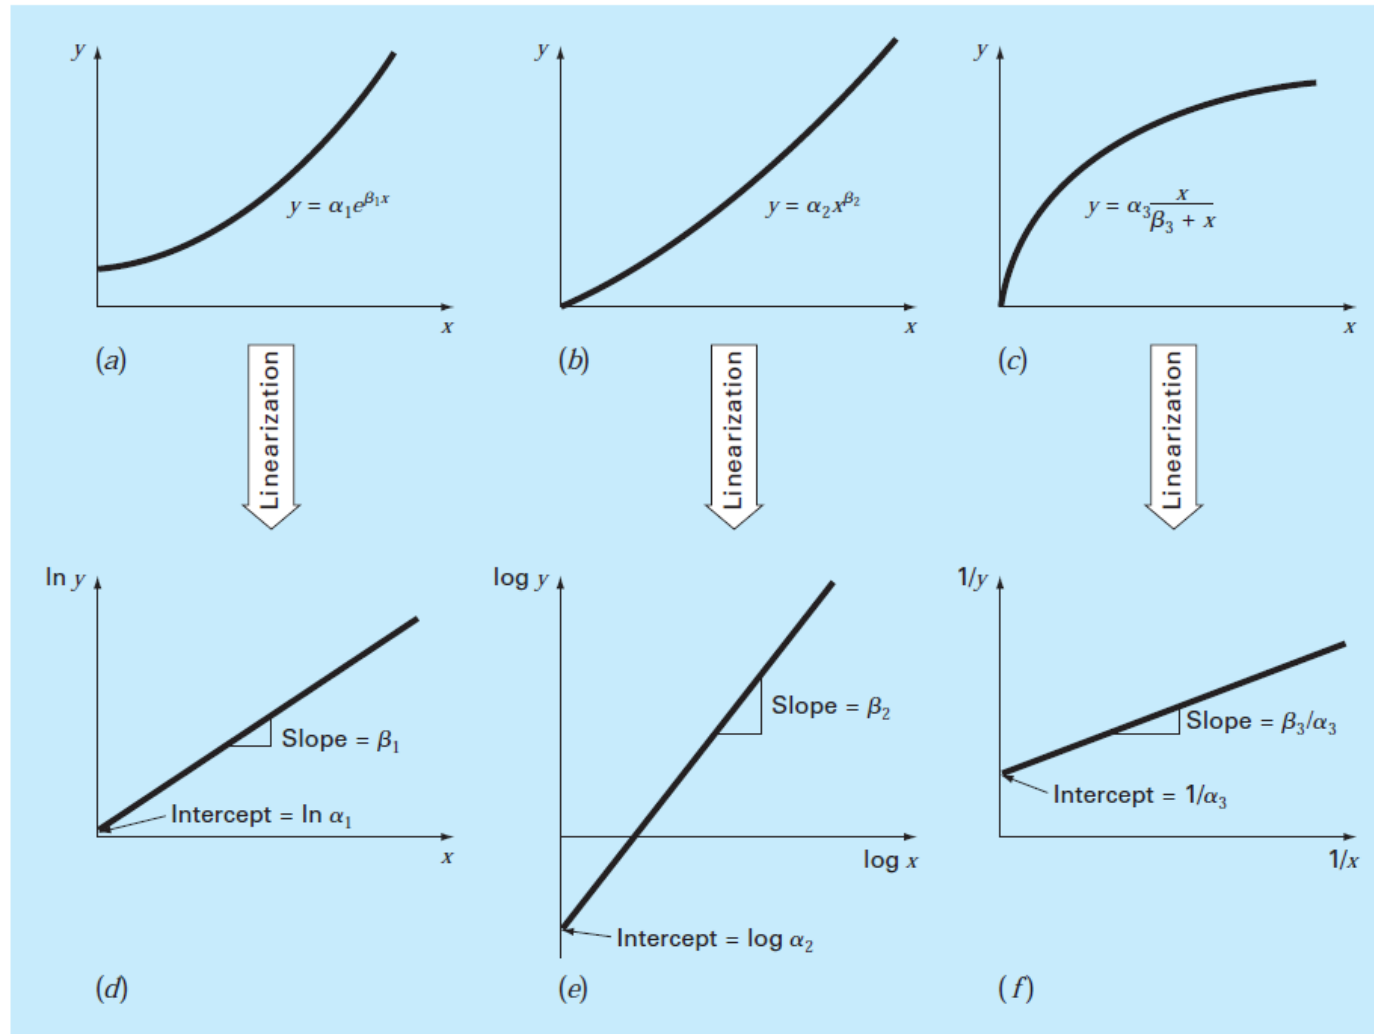 y
y = α₁e^{β₁x}
x
(a)
y
y = α₂x^{β₂}
x
(b)
y
y = α₃ x / (β₃ + x)
x
(c)
Linearization
Linearization
Linearization
ln y
Slope = β₁
Intercept = ln α₁
x
(d)
log y
Slope = β₂
log x
Intercept = log α₂
(e)
1/y
Slope = β₃/α₃
Intercept = 1/α₃
1/x
(f)